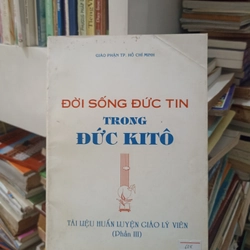 GIÁO PHẬN TP. HỒ CHÍ MINH
ĐỜI SỐNG ĐỨC TIN
TRONG
ĐỨC KITÔ
TÀI LIỆU HUẤN LUYỆN GIÁO LÝ VIÊN
(Phần III)